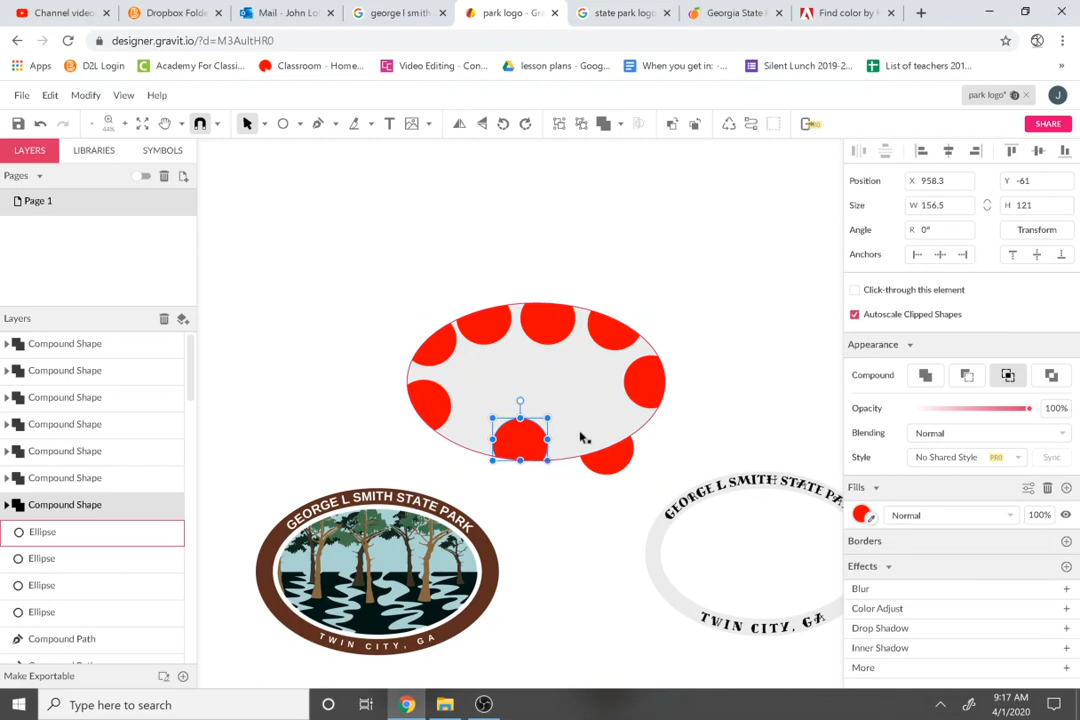 Channel video
Dropbox Folde
Mail - John Lo
george l smith
park logo - Gra
state park logo
Georgia State P
Find color by k
designer.gravit.io/?d=M3AultHR0
Apps
D2L Login
Academy For Classi...
Classroom - Home...
Video Editing - Con...
lesson plans - Goog...
When you get in: -...
Silent Lunch 2019-2...
List of teachers 201...
»
File
Edit
Modify
View
Help
park logo*
J
44%
PRO
SHARE
LAYERS
LIBRARIES
SYMBOLS
Pages
Page 1
Layers
Compound Shape
Compound Shape
Compound Shape
Compound Shape
Compound Shape
Compound Shape
Compound Shape
Ellipse
Ellipse
Ellipse
Ellipse
Compound Path
Make Exportable
GEORGE L SMITH STATE PARK
TWIN CITY, GA
GEORGE L SMITH STATE PA
TWIN CITY, GA
Position
X 958.3
Y -61
Size
W 156.5
H 121
Angle
R 0°
Transform
Anchors
Click-through this element
Autoscale Clipped Shapes
Appearance
Compound
Opacity
100%
Blending
Normal
Style
No Shared Style
PRO
Sync
Fills
Normal
100%
Borders
Effects
Blur
Color Adjust
Drop Shadow
Inner Shadow
More
Type here to search
9:17 AM
4/1/2020